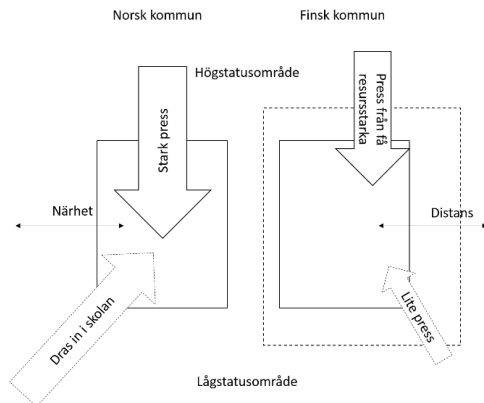 Norsk kommun
Finsk kommun
Högstatusområde
Stark press
Press från få
resursstarka
Närhet
Distans
Dras in i skolan
Lite press
Lågstatusområde